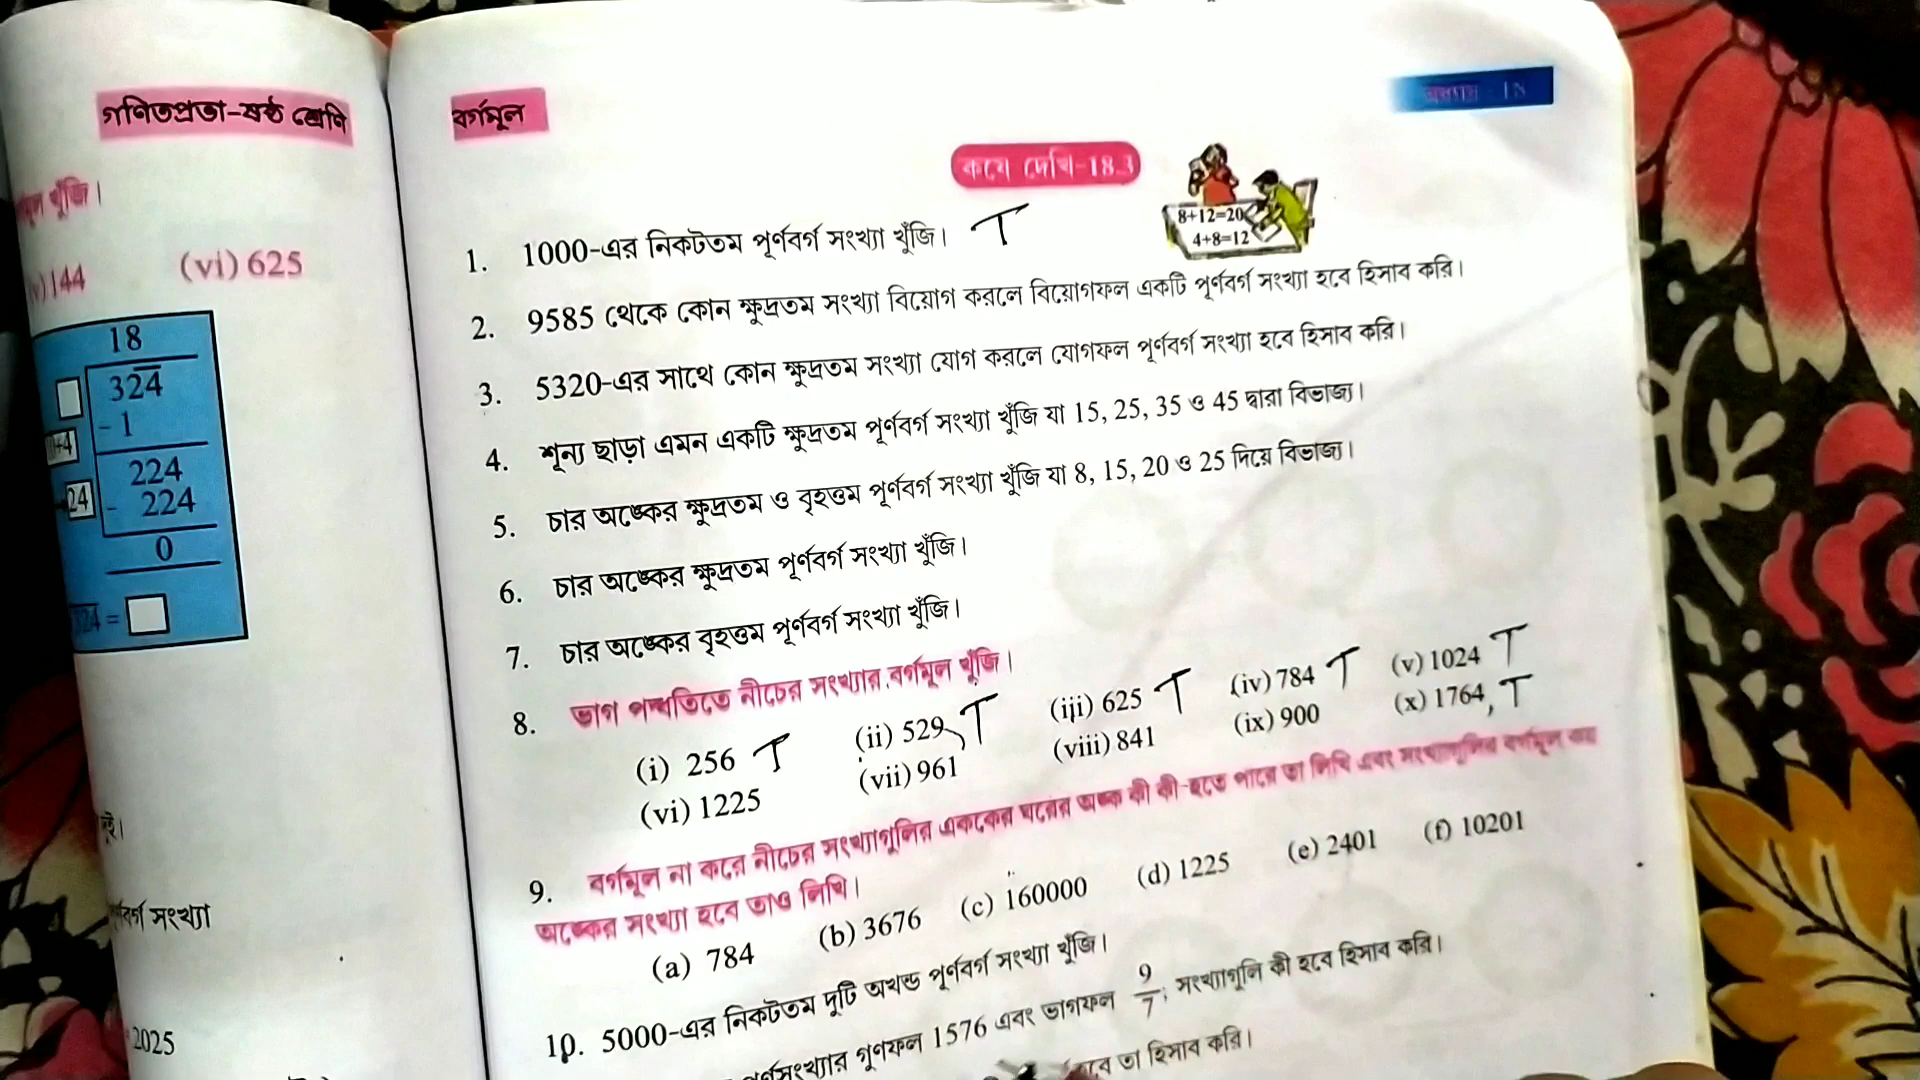 গণিতপ্রভা-ষষ্ঠ শ্রেণি
খুঁজি।
144
(vi) 625
18
324
- 1
224
24
- 224
0
=
সংখ্যা
2025
বর্গমূল
অধ্যায় : 18
কষে দেখি-18.3
8+12=20
4+8=12
1. 1000-এর নিকটতম পূর্ণবর্গ সংখ্যা খুঁজি। T
2. 9585 থেকে কোন ক্ষুদ্রতম সংখ্যা বিয়োগ করলে বিয়োগফল একটি পূর্ণবর্গ সংখ্যা হবে হিসাব করি।
3. 5320-এর সাথে কোন ক্ষুদ্রতম সংখ্যা যোগ করলে যোগফল পূর্ণবর্গ সংখ্যা হবে হিসাব করি।
4. শূন্য ছাড়া এমন একটি ক্ষুদ্রতম পূর্ণবর্গ সংখ্যা খুঁজি যা 15, 25, 35 ও 45 দ্বারা বিভাজ্য।
5. চার অঙ্কের ক্ষুদ্রতম ও বৃহত্তম পূর্ণবর্গ সংখ্যা খুঁজি যা 8, 15, 20 ও 25 দিয়ে বিভাজ্য।
6. চার অঙ্কের ক্ষুদ্রতম পূর্ণবর্গ সংখ্যা খুঁজি।
7. চার অঙ্কের বৃহত্তম পূর্ণবর্গ সংখ্যা খুঁজি।
8. ভাগ পদ্ধতিতে নীচের সংখ্যার বর্গমূল খুঁজি।
(i) 256 T (ii) 529 T (iii) 625 T (iv) 784 T (v) 1024 T
(vi) 1225 (vii) 961 (viii) 841 (ix) 900 (x) 1764, T
9. বর্গমূল না করে নীচের সংখ্যাগুলির এককের ঘরের অঙ্ক কী কী হতে পারে তা লিখি এবং সংখ্যাগুলির বর্গমূল কয়
অঙ্কের সংখ্যা হবে তাও লিখি।
(a) 784 (b) 3676 (c) 160000 (d) 1225 (e) 2401 (f) 10201
10. 5000-এর নিকটতম দুটি অখন্ড পূর্ণবর্গ সংখ্যা খুঁজি।
গুণফল 1576 এবং ভাগফল 9/7; সংখ্যাগুলি কী হবে হিসাব করি।
তা হিসাব করি।